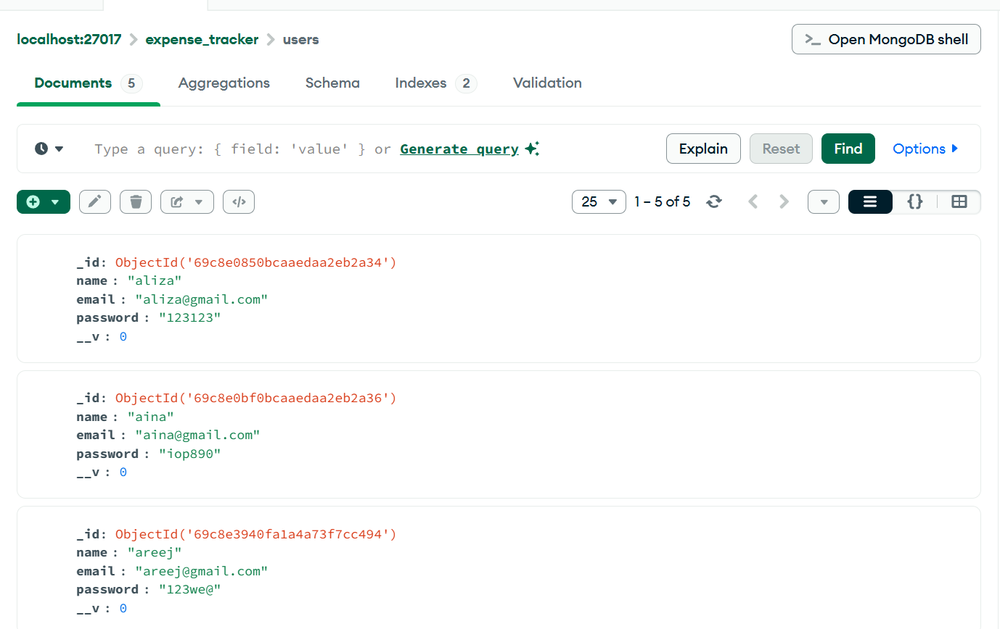 localhost:27017 > expense_tracker > users
>_ Open MongoDB shell
Documents 5 Aggregations Schema Indexes 2 Validation
Type a query: { field: 'value' } or Generate query
Explain Reset Find Options
</> 25 1 – 5 of 5 {}
_id: ObjectId('69c8e0850bcaaedaa2eb2a34')
name : "aliza"
email : "aliza@gmail.com"
password : "123123"
__v : 0
_id: ObjectId('69c8e0bf0bcaaedaa2eb2a36')
name : "aina"
email : "aina@gmail.com"
password : "iop890"
__v : 0
_id: ObjectId('69c8e3940fa1a4a73f7cc494')
name : "areej"
email : "areej@gmail.com"
password : "123we@"
__v : 0